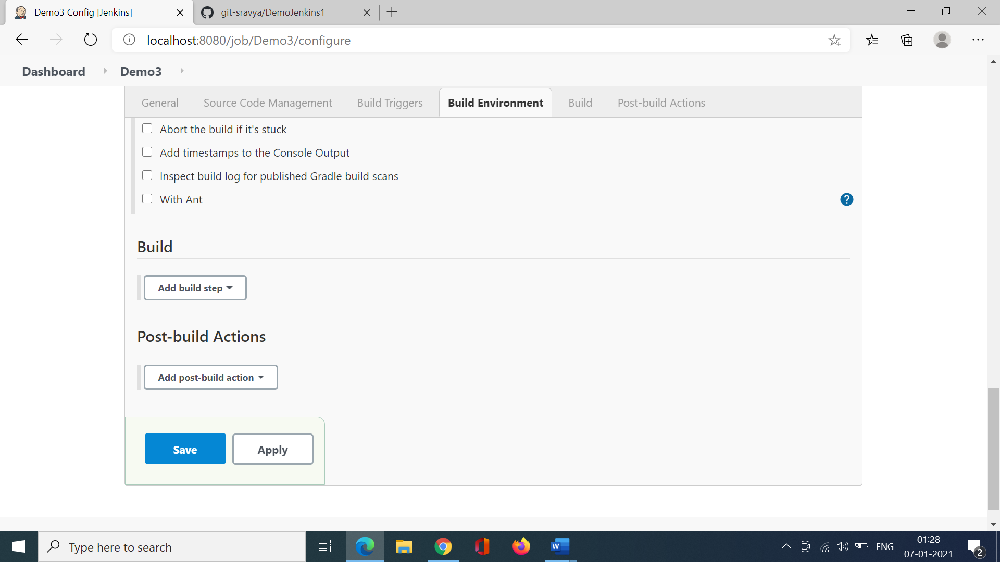 Demo3 Config [Jenkins]
git-sravya/DemoJenkins1
localhost:8080/job/Demo3/configure
Dashboard
Demo3
General
Source Code Management
Build Triggers
Build Environment
Build
Post-build Actions
Abort the build if it's stuck
Add timestamps to the Console Output
Inspect build log for published Gradle build scans
With Ant
?
Build
Add build step
Post-build Actions
Add post-build action
Save
Apply
Type here to search
W
ENG
01:28
07-01-2021
2